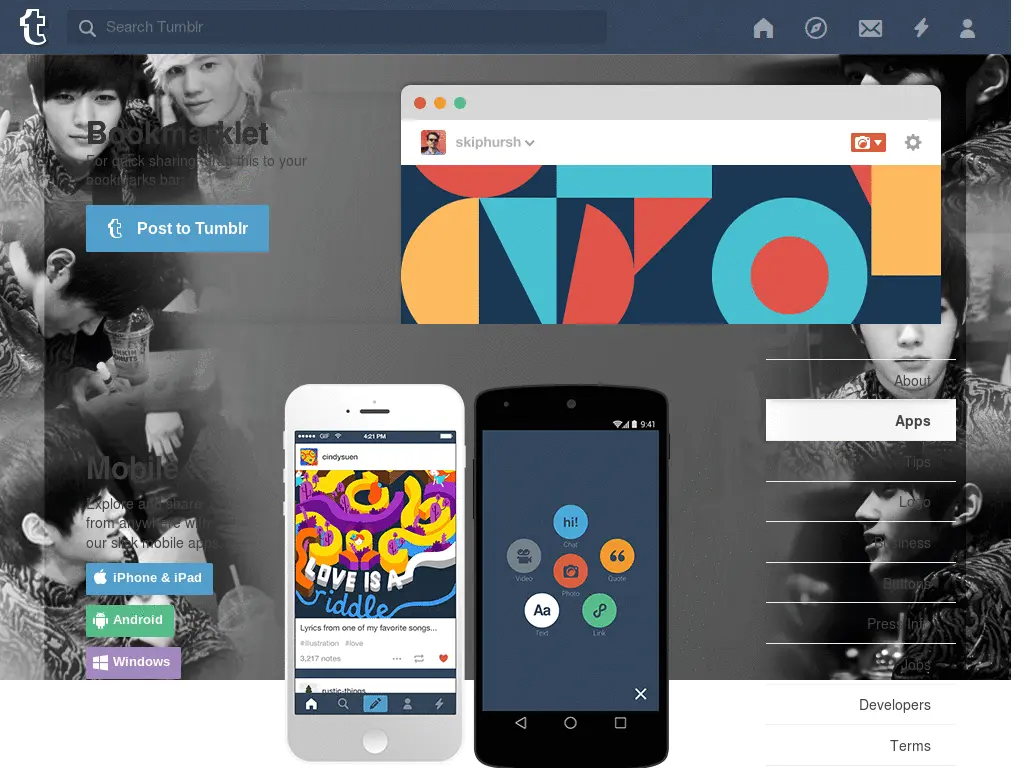 Search Tumblr
Bookmarklet
For quick sharing, drag this to your
bookmarks bar:
Post to Tumblr
skiphursh
Mobile
Explore and share
from anywhere with
our slick mobile apps.
iPhone & iPad
Android
Windows
GIF
4:21 PM
cindysuen
LOVE IS A
riddle
Lyrics from one of my favorite songs...
#illustration #love
3,217 notes
rustic-things
9:41
hi!
Chat
Video
Quote
Photo
Aa
Text
Link
About
Apps
Tips
Logo
Business
Buttons
Press Info
Jobs
Developers
Terms